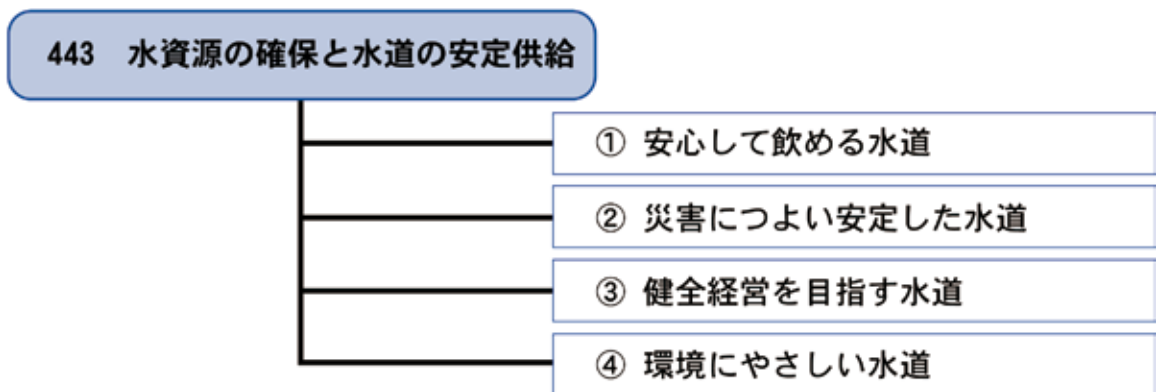 443 水資源の確保と水道の安定供給
① 安心して飲める水道
② 災害につよい安定した水道
③ 健全経営を目指す水道
④ 環境にやさしい水道